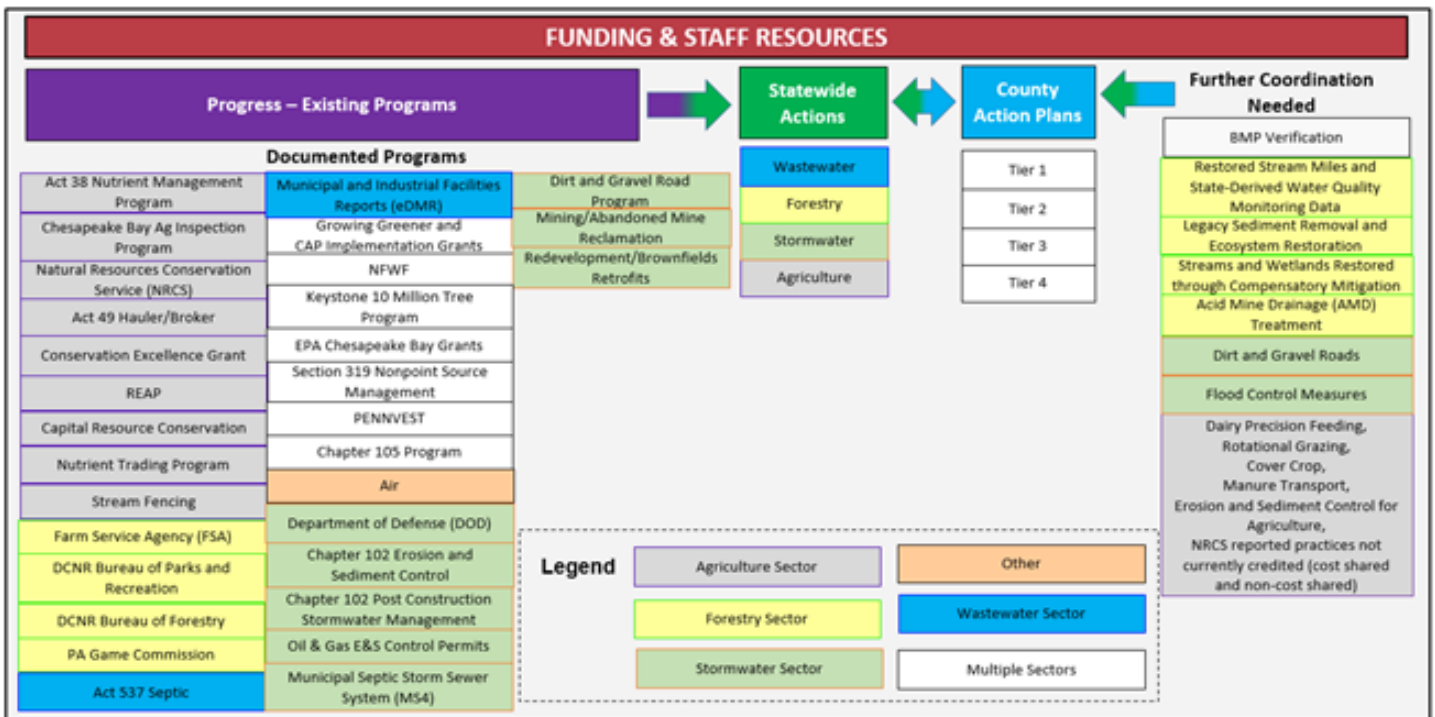 FUNDING & STAFF RESOURCES
Progress – Existing Programs
Statewide
Actions
County
Action Plans
Further Coordination
Needed
Documented Programs
Act 38 Nutrient Management
Program
Chesapeake Bay Ag Inspection
Program
Natural Resources Conservation
Service (NRCS)
Act 49 Hauler/Broker
Conservation Excellence Grant
REAP
Capital Resource Conservation
Nutrient Trading Program
Stream Fencing
Farm Service Agency (FSA)
DCNR Bureau of Parks and
Recreation
DCNR Bureau of Forestry
PA Game Commission
Act 537 Septic
Municipal and Industrial Facilities
Reports (eDMR)
Growing Greener and
CAP Implementation Grants
NFWF
Keystone 10 Million Tree
Program
EPA Chesapeake Bay Grants
Section 319 Nonpoint Source
Management
PENNVEST
Chapter 105 Program
Air
Department of Defense (DOD)
Chapter 102 Erosion and
Sediment Control
Chapter 102 Post Construction
Stormwater Management
Oil & Gas E&S Control Permits
Municipal Septic Storm Sewer
System (MS4)
Dirt and Gravel Road
Program
Mining/Abandoned Mine
Reclamation
Redevelopment/Brownfields
Retrofits
Wastewater
Forestry
Stormwater
Agriculture
Tier 1
Tier 2
Tier 3
Tier 4
BMP Verification
Restored Stream Miles and
State-Derived Water Quality
Monitoring Data
Legacy Sediment Removal and
Ecosystem Restoration
Streams and Wetlands Restored
through Compensatory Mitigation
Acid Mine Drainage (AMD)
Treatment
Dirt and Gravel Roads
Flood Control Measures
Dairy Precision Feeding,
Rotational Grazing,
Cover Crop,
Manure Transport,
Erosion and Sediment Control for
Agriculture,
NRCS reported practices not
currently credited (cost shared
and non-cost shared)
Legend
Agriculture Sector
Other
Forestry Sector
Wastewater Sector
Stormwater Sector
Multiple Sectors